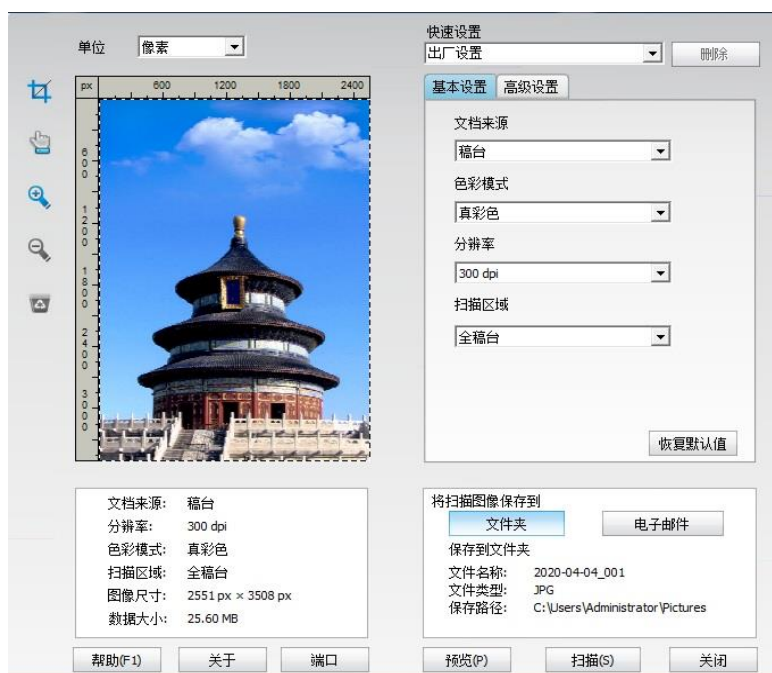 单位
像素
px
600
1200
1800
2400
600
1200
1800
2400
3000
快速设置
出厂设置
删除
基本设置
高级设置
文档来源
稿台
色彩模式
真彩色
分辨率
300 dpi
扫描区域
全稿台
恢复默认值
文档来源: 稿台
分辨率: 300 dpi
色彩模式: 真彩色
扫描区域: 全稿台
图像尺寸: 2551 px × 3508 px
数据大小: 25.60 MB
将扫描图像保存到
文件夹
电子邮件
保存到文件夹
文件名称: 2020-04-04_001
文件类型: JPG
保存路径: C:\Users\Administrator\Pictures
帮助(F1)
关于
端口
预览(P)
扫描(S)
关闭